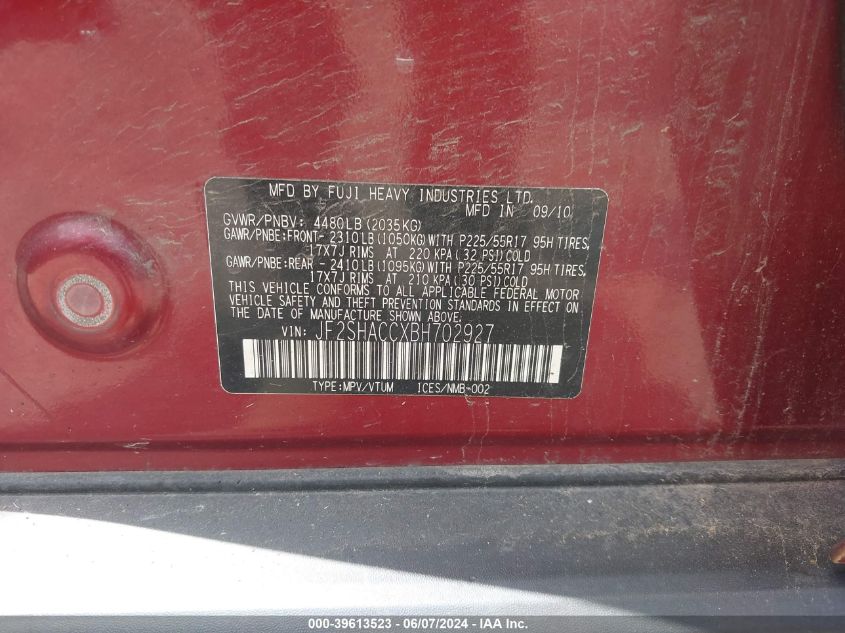 MFD BY FUJI HEAVY INDUSTRIES LTD.
MFD IN 09/10
GVWR/PNBV: 4480LB(2035KG)
GAWR/PNBE:FRONT- 2310LB(1050KG)WITH P225/55R17 95H TIRES,
17X7J RIMS AT 220 KPA(32 PSI)COLD
GAWR/PNBE:REAR - 2410LB(1095KG)WITH P225/55R17 95H TIRES,
17X7J RIMS AT 210 KPA(30 PSI)COLD
THIS VEHICLE CONFORMS TO ALL APPLICABLE FEDERAL MOTOR
VEHICLE SAFETY AND THEFT PREVENTION STANDARDS IN EFFECT ON
THE DATE OF MANUFACTURE SHOWN ABOVE.
VIN: JF2SHACCXBH702927
TYPE:MPV/VTUM ICES/NMB-002
000-39613523 - 06/07/2024 - IAA Inc.